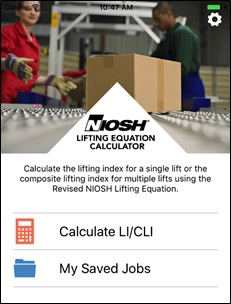 Carrier
10:47 AM
NIOSH
LIFTING EQUATION
CALCULATOR
Calculate the lifting index for a single lift or the
composite lifting index for multiple lifts using the
Revised NIOSH Lifting Equation.
Calculate LI/CLI
My Saved Jobs